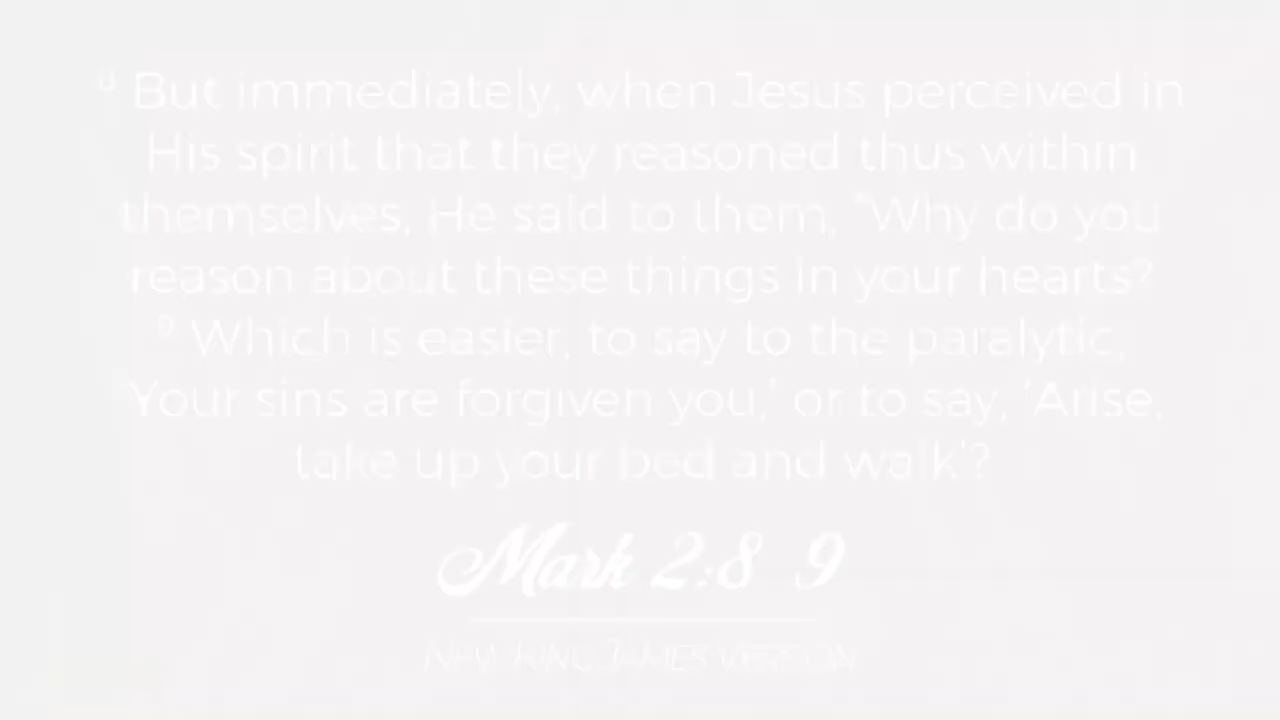 8 But immediately, when Jesus perceived in
His spirit that they reasoned thus within
themselves, He said to them, "Why do you
reason about these things in your hearts?
9 Which is easier, to say to the paralytic,
'Your sins are forgiven you,' or to say, 'Arise,
take up your bed and walk'?
Mark 2:8 9
NEW KING JAMES VERSION